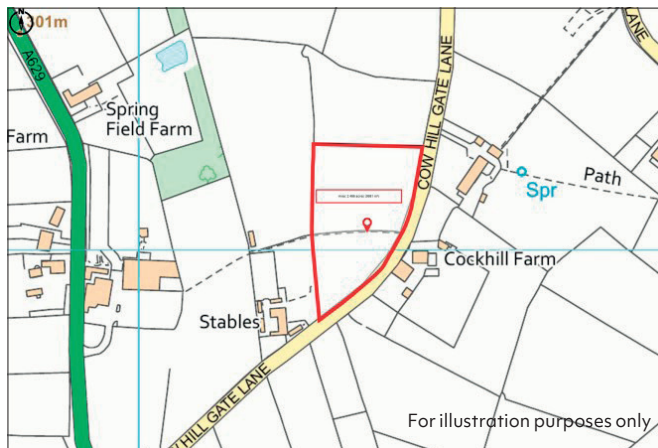 N
301m
A629
LANE
Spring
Field Farm
Farm
COW HILL GATE LANE
Path
Spr
Cockhill Farm
Stables
W HILL GATE LANE
For illustration purposes only